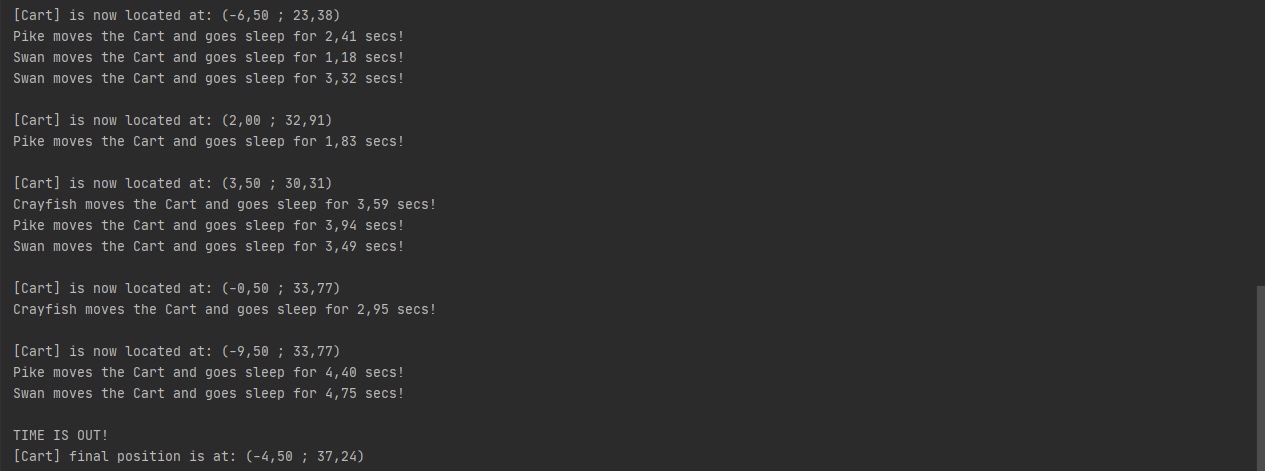 [Cart] is now located at: (-6,50 ; 23,38)
Pike moves the Cart and goes sleep for 2,41 secs!
Swan moves the Cart and goes sleep for 1,18 secs!
Swan moves the Cart and goes sleep for 3,32 secs!
[Cart] is now located at: (2,00 ; 32,91)
Pike moves the Cart and goes sleep for 1,83 secs!
[Cart] is now located at: (3,50 ; 30,31)
Crayfish moves the Cart and goes sleep for 3,59 secs!
Pike moves the Cart and goes sleep for 3,94 secs!
Swan moves the Cart and goes sleep for 3,49 secs!
[Cart] is now located at: (-0,50 ; 33,77)
Crayfish moves the Cart and goes sleep for 2,95 secs!
[Cart] is now located at: (-9,50 ; 33,77)
Pike moves the Cart and goes sleep for 4,40 secs!
Swan moves the Cart and goes sleep for 4,75 secs!
TIME IS OUT!
[Cart] final position is at: (-4,50 ; 37,24)